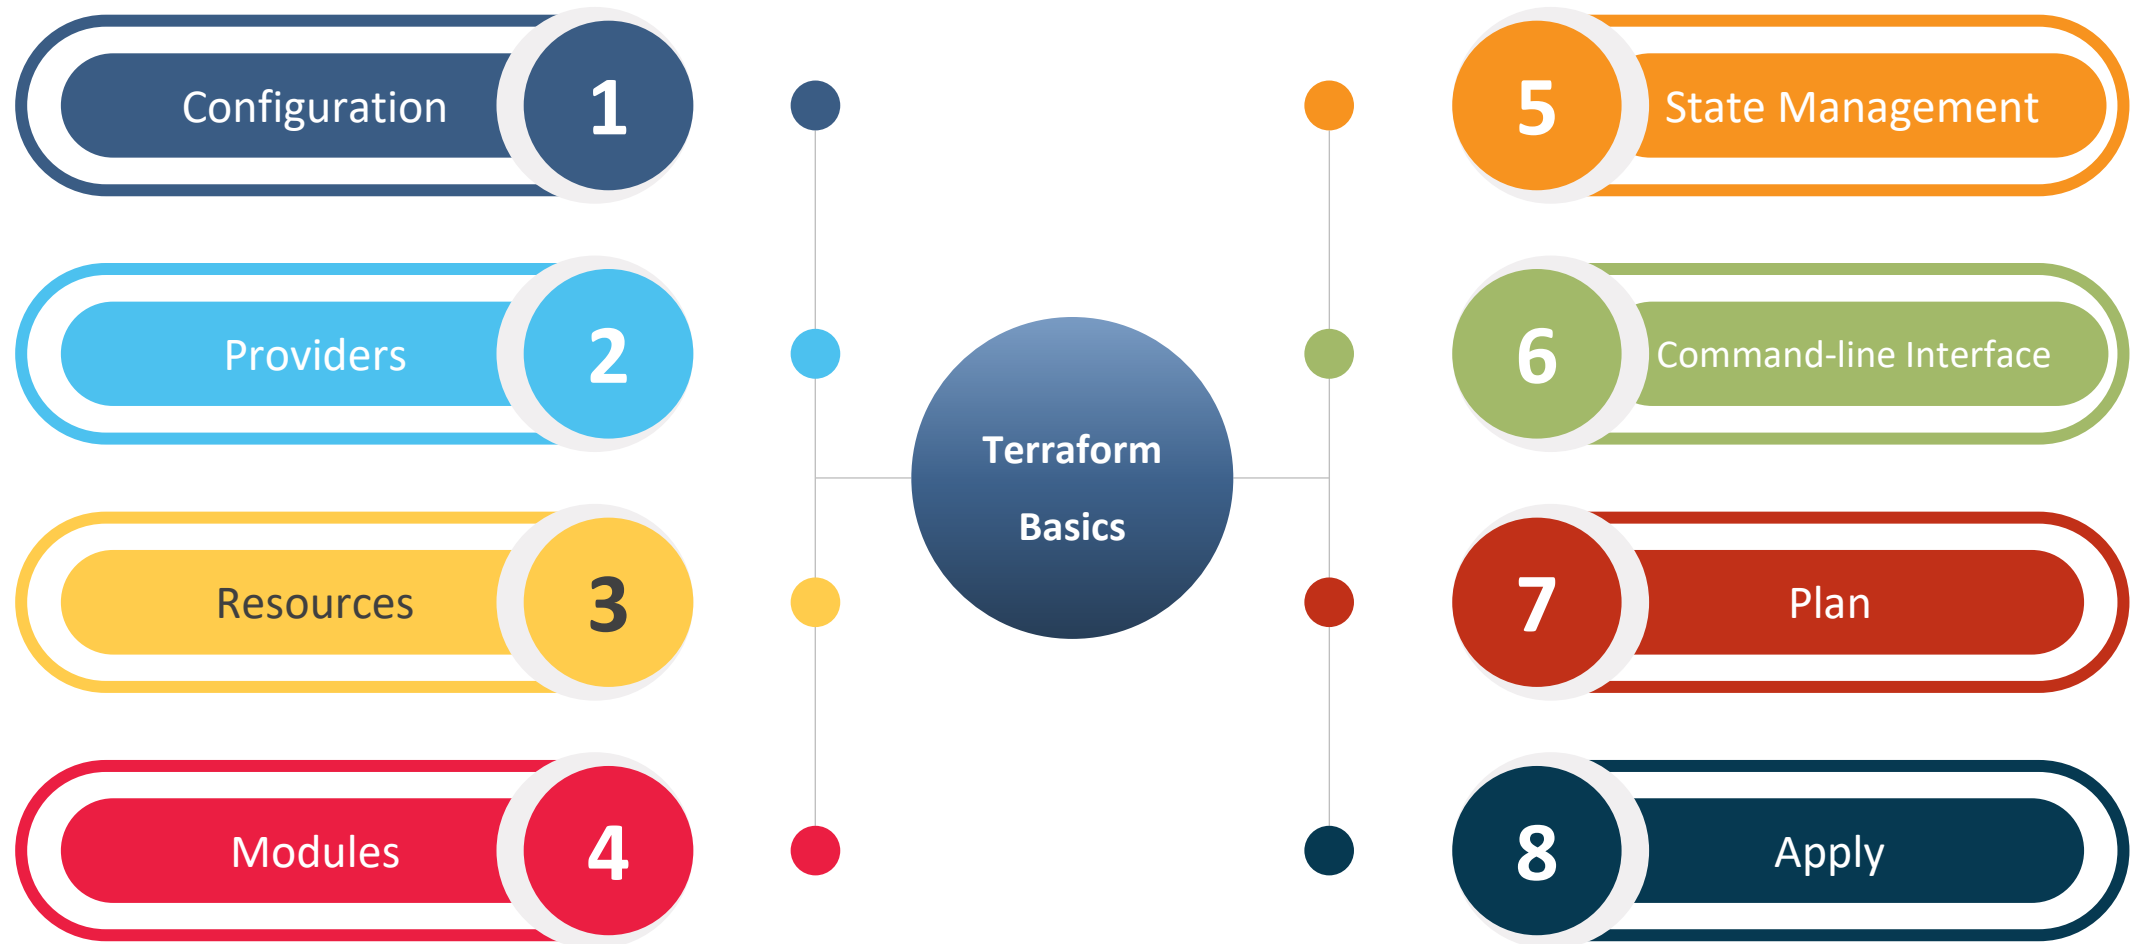 Configuration
1
Providers
2
Resources
3
Modules
4
Terraform
Basics
5
State Management
6
Command-line Interface
7
Plan
8
Apply